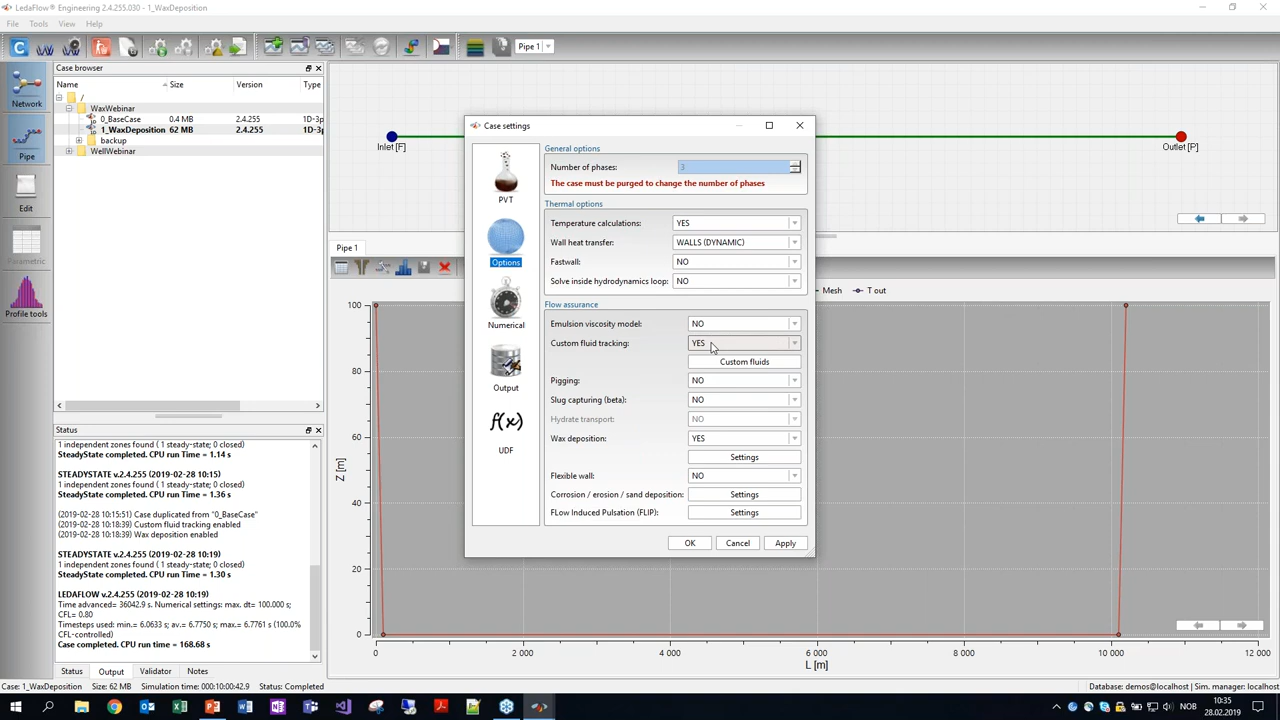 LedaFlow® Engineering 2.4.255.030 - 1_WaxDeposition
File Tools View Help
Pipe 1
Case browser
Name Size Version Type
/
WaxWebinar
0_BaseCase 0.4 MB 2.4.255 1D-3p
1_WaxDeposition 62 MB 2.4.255 1D-3p
backup
WellWebinar
Network
Pipe
Edit
Parametric
Profile tools
Inlet [F]
Outlet [P]
Case settings
PVT
Options
Numerical
Output
f(x)
UDF
General options
Number of phases: 3
The case must be purged to change the number of phases
Thermal options
Temperature calculations: YES
Wall heat transfer: WALLS (DYNAMIC)
Fastwall: NO
Solve inside hydrodynamics loop: NO
Flow assurance
Emulsion viscosity model: NO
Custom fluid tracking: YES
Custom fluids
Pigging: NO
Slug capturing (beta): NO
Hydrate transport: NO
Wax deposition: YES
Settings
Flexible wall: NO
Corrosion / erosion / sand deposition: Settings
FLow Induced Pulsation (FLIP): Settings
OK Cancel Apply
Pipe 1
Mesh T out
100
80
60
40
20
0
Z [m]
0 2 000 4 000 6 000 8 000 10 000 12 000
L [m]
Status
1 independent zones found ( 1 steady-state; 0 closed)
SteadyState completed. CPU run Time = 1.14 s
STEADYSTATE v.2.4.255 (2019-02-28 10:15)
1 independent zones found ( 1 steady-state; 0 closed)
SteadyState completed. CPU run Time = 1.36 s
(2019-02-28 10:15:51) Case duplicated from "0_BaseCase"
(2019-02-28 10:18:39) Custom fluid tracking enabled
(2019-02-28 10:18:39) Wax deposition enabled
STEADYSTATE v.2.4.255 (2019-02-28 10:19)
1 independent zones found ( 1 steady-state; 0 closed)
SteadyState completed. CPU run Time = 1.30 s
LEDAFLOW v.2.4.255 (2019-02-28 10:19)
Time advanced= 36042.9 s. Numerical settings: max. dt= 100.000 s;
CFL= 0.80
Timesteps used: min.= 6.0633 s; av.= 6.7750 s; max.= 6.7761 s (100.0%
CFL-controlled)
Case completed. CPU run time = 168.68 s
Status Output Validator Notes
Case: 1_WaxDeposition Size: 62 MB Simulation time: 000:10:00:42.9 Status: Completed
Database: demos@localhost Sim. manager: localhost
NOB
10:35
28.02.2019